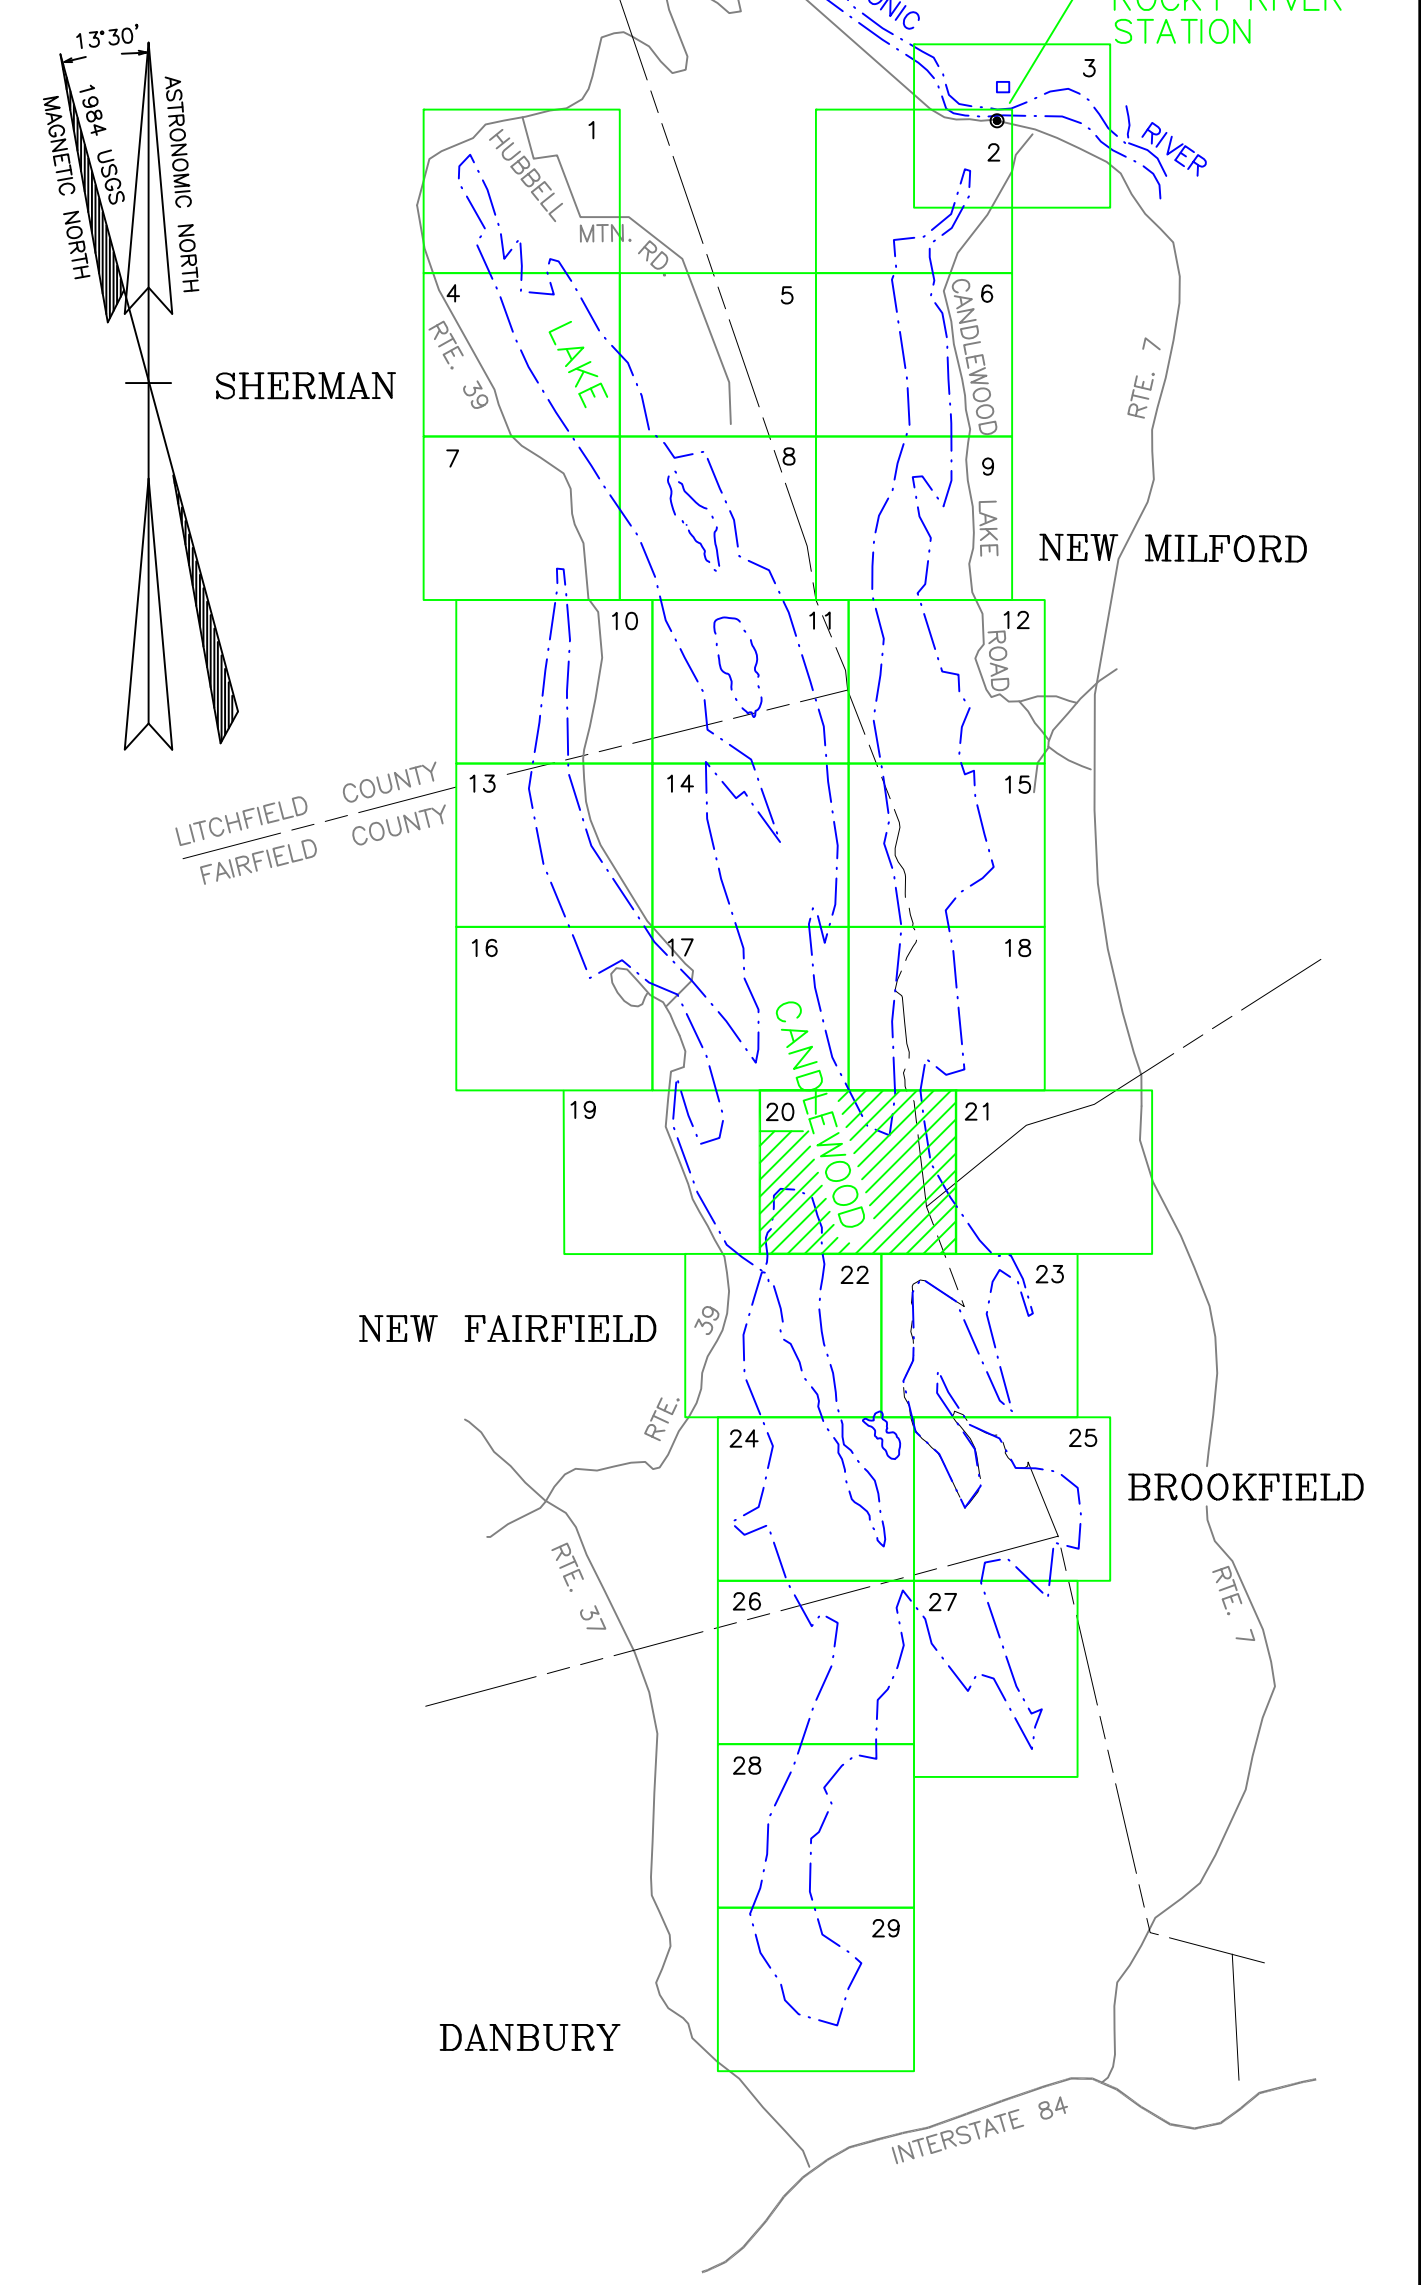 ROCKY RIVER
STATION
13°30'
1984 USGS
MAGNETIC NORTH
ASTRONOMIC NORTH
RIVER
3
1
2
HUBBELL
MTN. RD.
4
5
6
RTE. 39
LAKE
CANDLEWOOD
RTE. 7
SHERMAN
7
8
9
LAKE
NEW MILFORD
10
11
12
ROAD
LITCHFIELD COUNTY
FAIRFIELD COUNTY
13
14
15
16
17
18
CANDLEWOOD
19
20
21
22
23
NEW FAIRFIELD
RTE. 39
24
25
BROOKFIELD
RTE. 37
RTE. 7
26
27
28
29
DANBURY
INTERSTATE 84